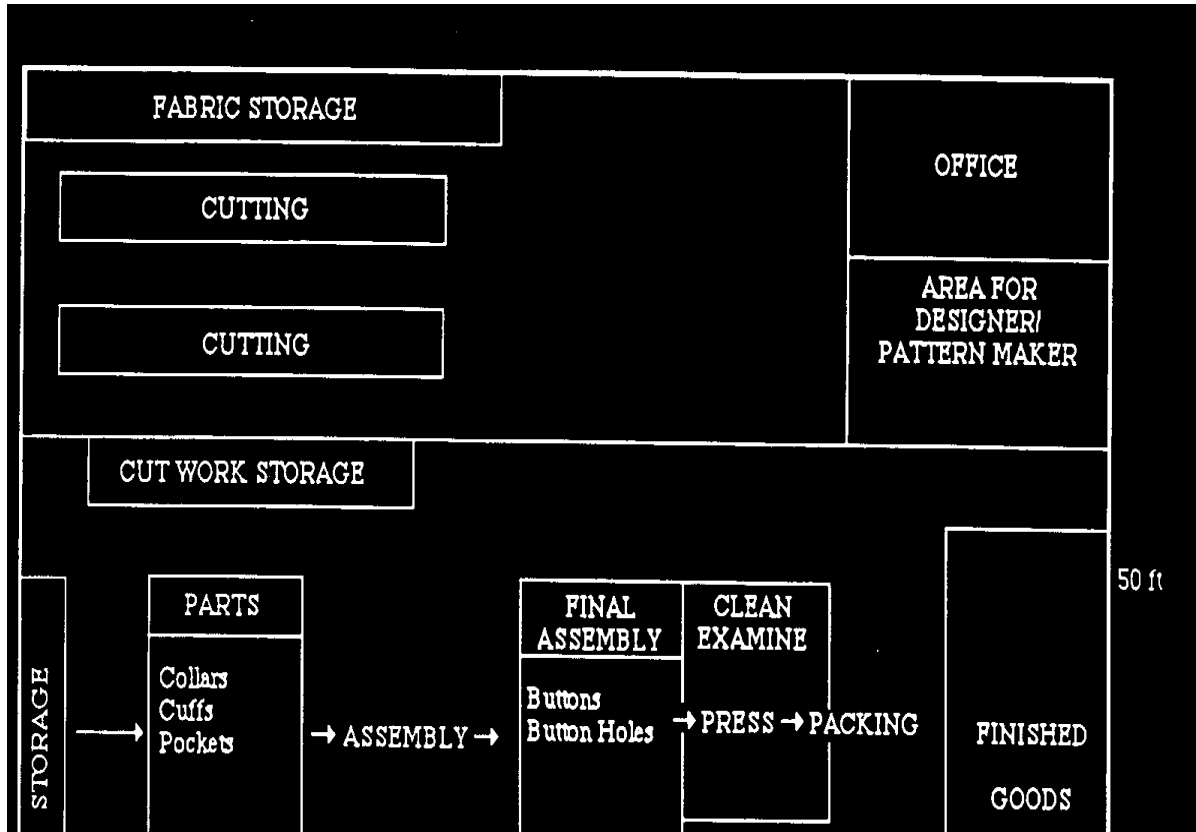 FABRIC STORAGE
OFFICE
CUTTING
CUTTING
AREA FOR
DESIGNER/
PATTERN MAKER
CUT WORK STORAGE
50 ft
STORAGE
PARTS
Collars
Cuffs
Pockets
ASSEMBLY
FINAL
ASSEMBLY
Buttons
Button Holes
CLEAN
EXAMINE
PRESS
PACKING
FINISHED
GOODS